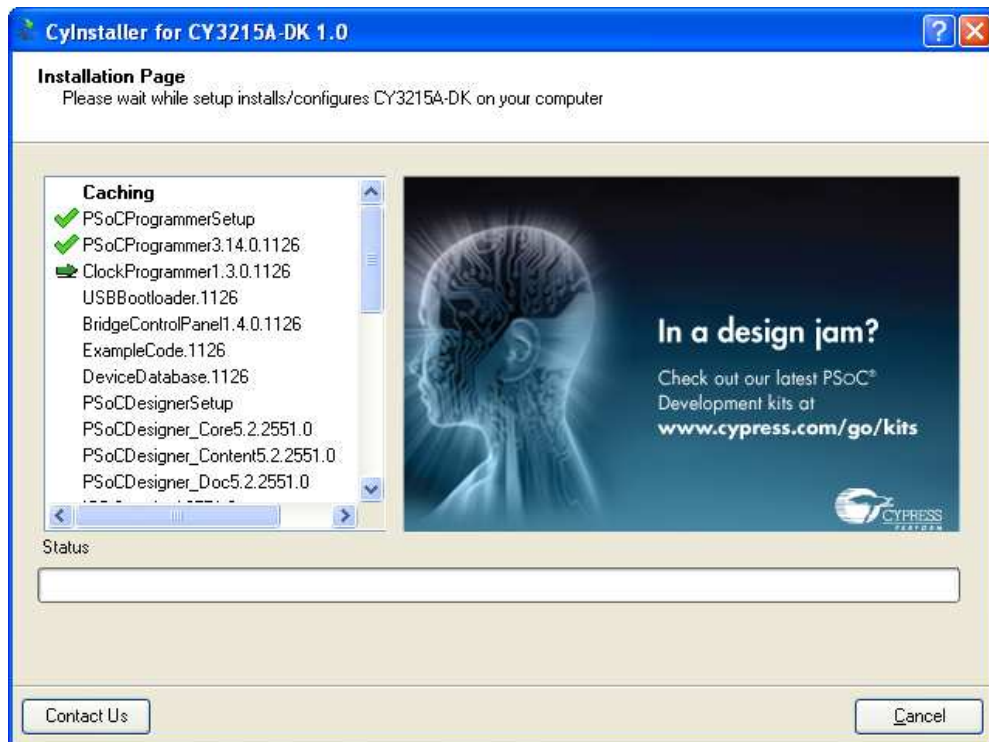 CyInstaller for CY3215A-DK 1.0
Installation Page
Please wait while setup installs/configures CY3215A-DK on your computer
Caching
PSoCProgrammerSetup
PSoCProgrammer3.14.0.1126
ClockProgrammer1.3.0.1126
USBBootloader.1126
BridgeControlPanel1.4.0.1126
ExampleCode.1126
DeviceDatabase.1126
PSoCDesignerSetup
PSoCDesigner_Core5.2.2551.0
PSoCDesigner_Content5.2.2551.0
PSoCDesigner_Doc5.2.2551.0
In a design jam?
Check out our latest PSoC®
Development kits at
www.cypress.com/go/kits
CYPRESS
PERFORM
Status
Contact Us
Cancel